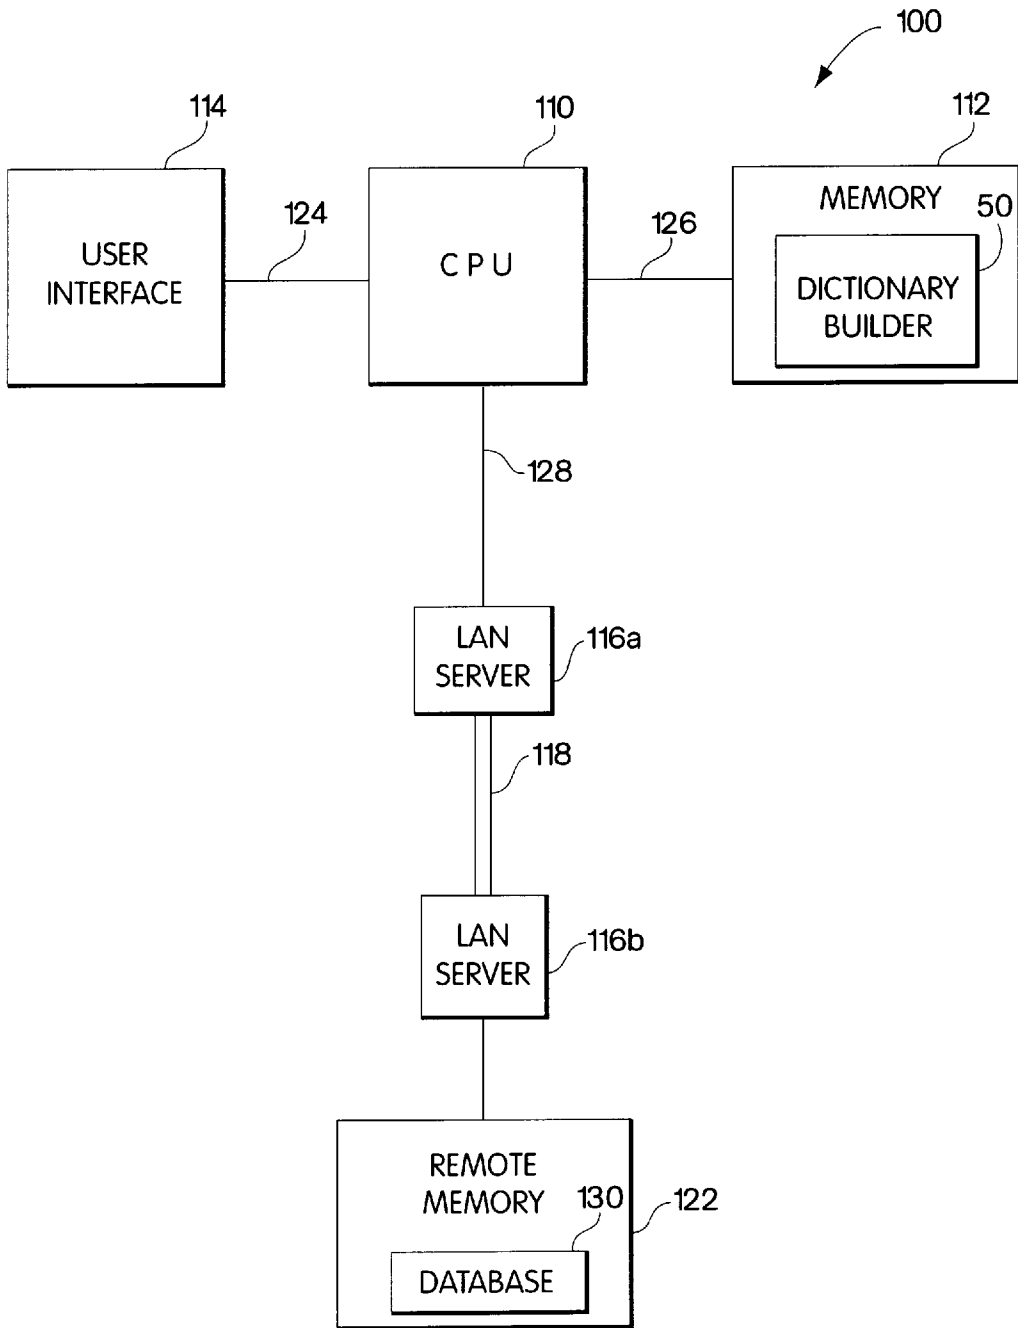 100
114
110
112
124
126
50
USER
INTERFACE
CPU
MEMORY
DICTIONARY
BUILDER
128
LAN
SERVER
116a
118
LAN
SERVER
116b
REMOTE
MEMORY
130
122
DATABASE